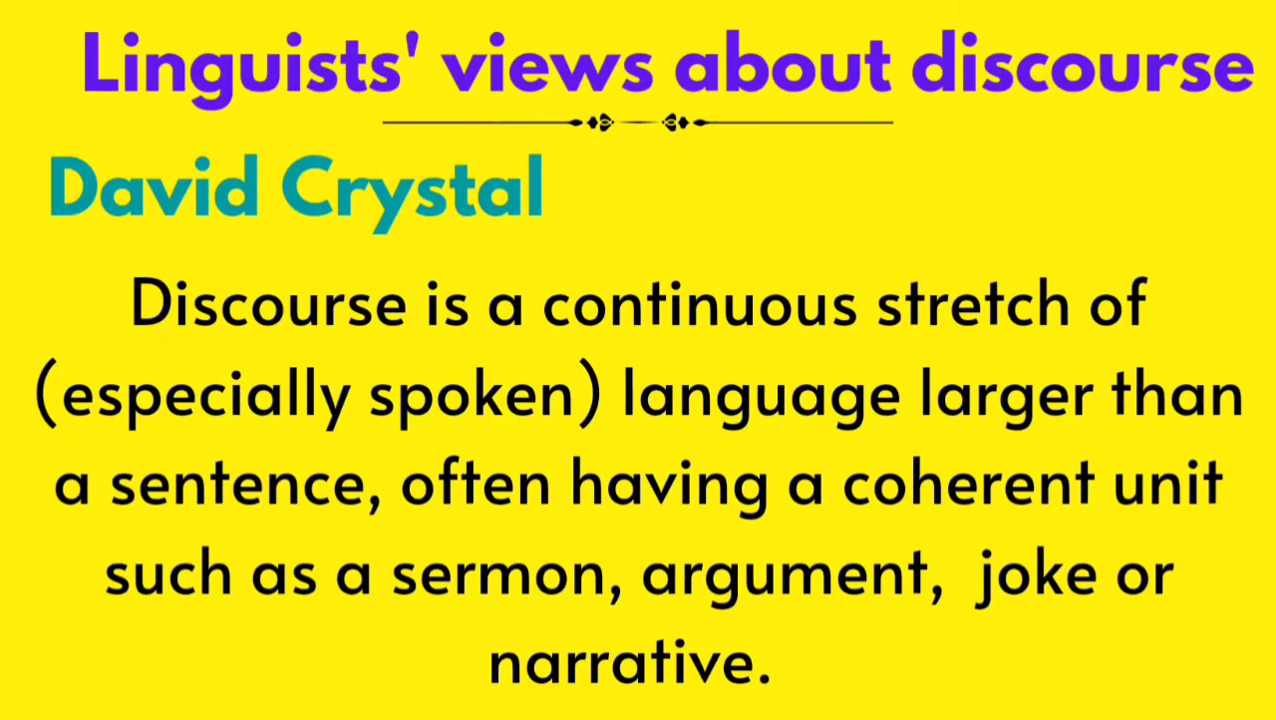 Linguists' views about discourse
David Crystal
Discourse is a continuous stretch of
(especially spoken) language larger than
a sentence, often having a coherent unit
such as a sermon, argument,  joke or
narrative.